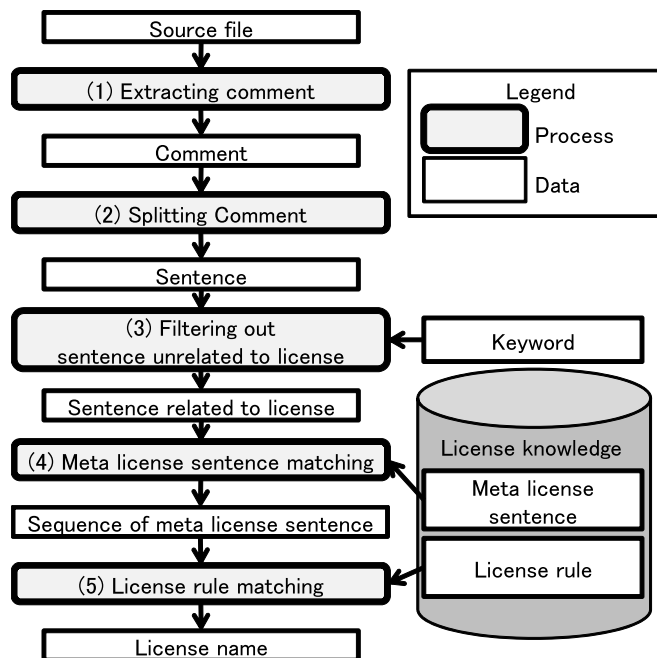 Source file
(1) Extracting comment
Comment
(2) Splitting Comment
Sentence
(3) Filtering out
sentence unrelated to license
Sentence related to license
(4) Meta license sentence matching
Sequence of meta license sentence
(5) License rule matching
License name
Legend
Process
Data
Keyword
License knowledge
Meta license
sentence
License rule